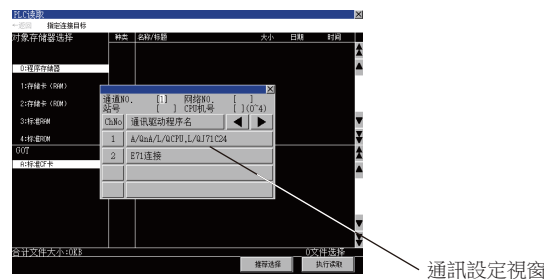 PLC读取
←返回 指定连接目标
对象存储器选择 种类 名称/标题 大小 日期 时间
0:程序存储器
1:存储卡 (RAM)
2:存储卡 (ROM)
3:标准RAM
4:标准ROM
GOT
A:标准CF卡
通道NO. [1] 网络NO. [ ]
站号 [ ] CPU机号 [ ](0~4)
ChNo 通讯驱动程序名
1 A/QnA/L/QCPU,L/QJ71C24
2 E71连接
合计文件大小:0KB 0文件选择
推荐选择 执行读取
通訊設定視窗